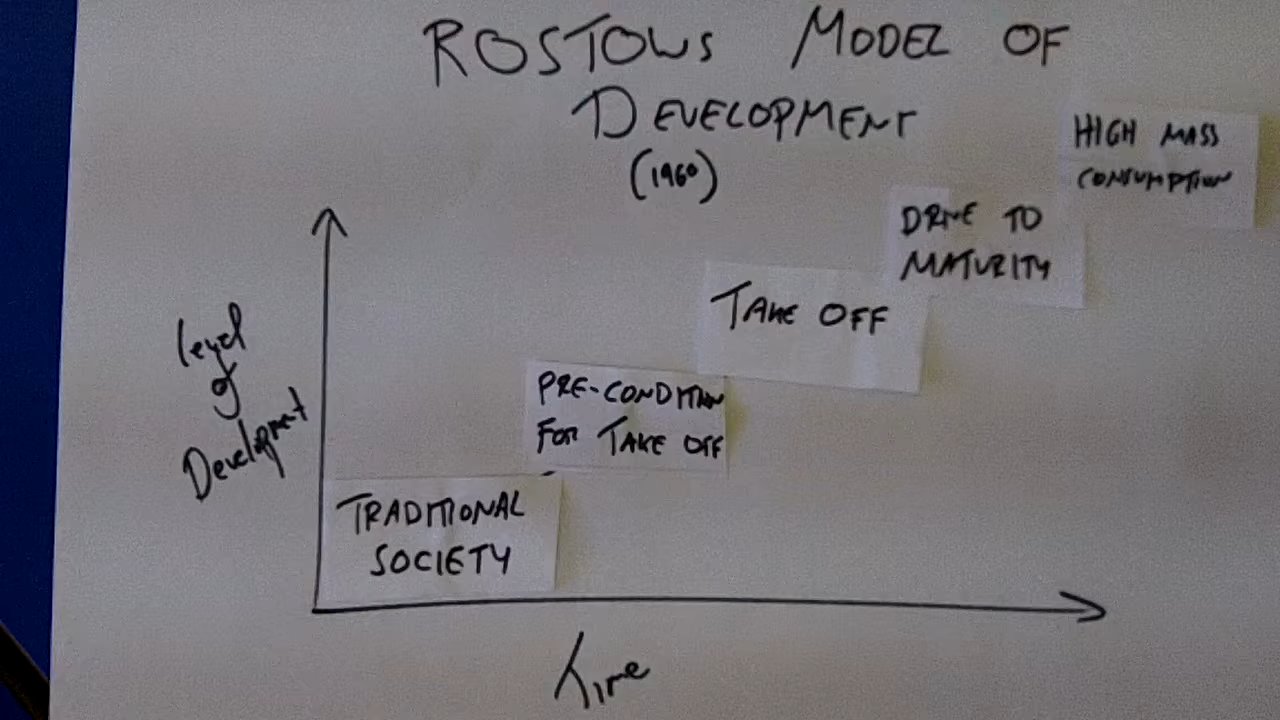 ROSTOWS MODEL OF
DEVELOPMENT
(1960)
HIGH MASS
CONSUMPTION
DRIVE TO
MATURITY
TAKE OFF
PRE-CONDITION
FOR TAKE OFF
TRADITIONAL
SOCIETY
level
of
Development
Time